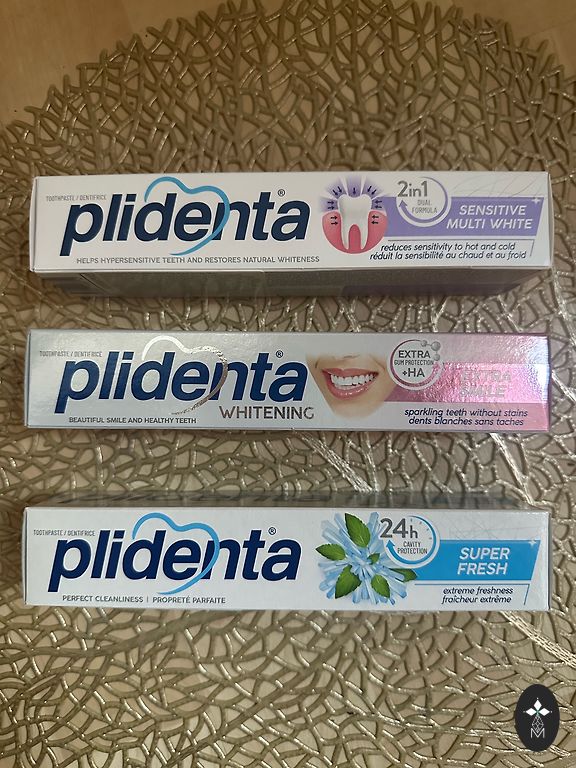 TOOTHPASTE / DENTIFRICE
plidenta®
HELPS HYPERSENSITIVE TEETH AND RESTORES NATURAL WHITENESS
2in1
DUAL
FORMULA
SENSITIVE
MULTI WHITE
reduces sensitivity to hot and cold
réduit la sensibilité au chaud et au froid
TOOTHPASTE / DENTIFRICE
plidenta®
WHITENING
BEAUTIFUL SMILE AND HEALTHY TEETH
EXTRA
GUM PROTECTION
+HA
sparkling teeth without stains
dents blanches sans taches
TOOTHPASTE / DENTIFRICE
plidenta®
PERFECT CLEANLINESS | PROPRETÉ PARFAITE
24h
CAVITY
PROTECTION
SUPER
FRESH
extreme freshness
fraîcheur extrême
M